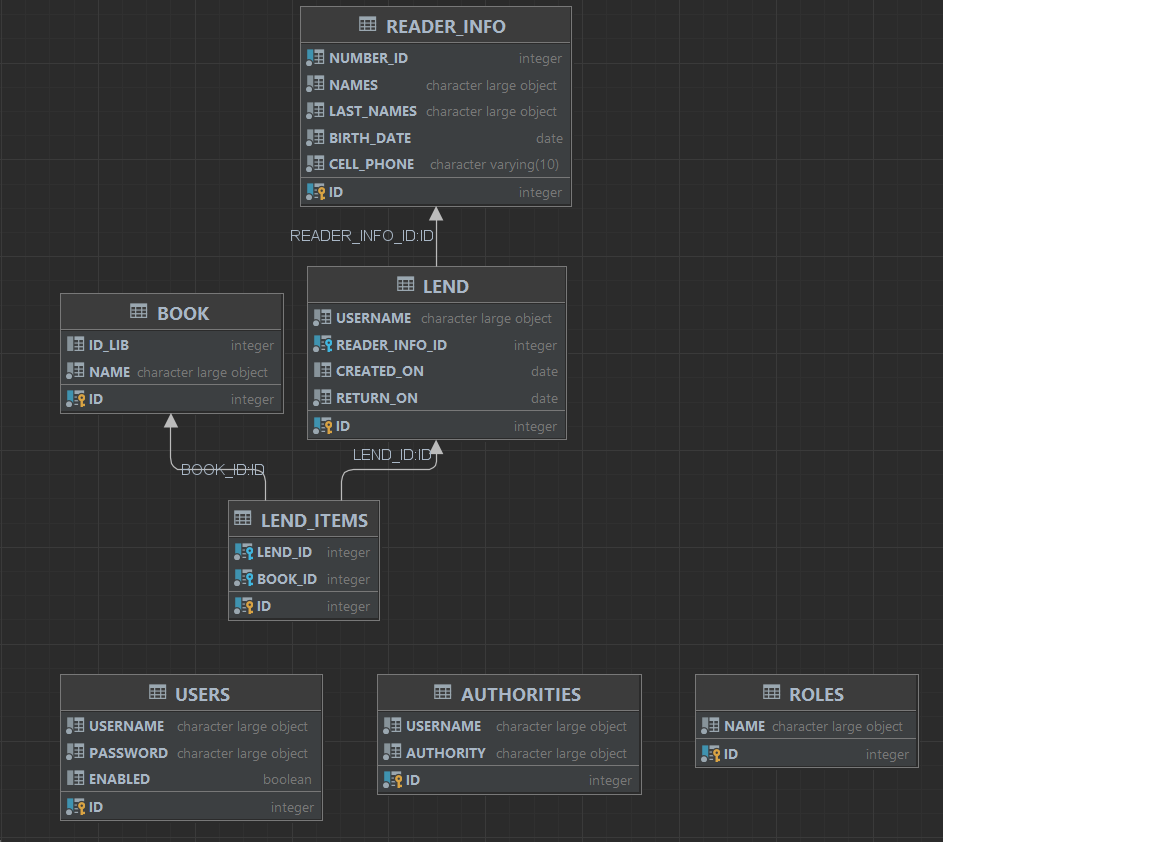 READER_INFO
NUMBER_ID integer
NAMES character large object
LAST_NAMES character large object
BIRTH_DATE date
CELL_PHONE character varying(10)
ID integer
READER_INFO_ID:ID
LEND
USERNAME character large object
READER_INFO_ID integer
CREATED_ON date
RETURN_ON date
ID integer
BOOK
ID_LIB integer
NAME character large object
ID integer
BOOK_ID:ID
LEND_ID:ID
LEND_ITEMS
LEND_ID integer
BOOK_ID integer
ID integer
USERS
USERNAME character large object
PASSWORD character large object
ENABLED boolean
ID integer
AUTHORITIES
USERNAME character large object
AUTHORITY character large object
ID integer
ROLES
NAME character large object
ID integer